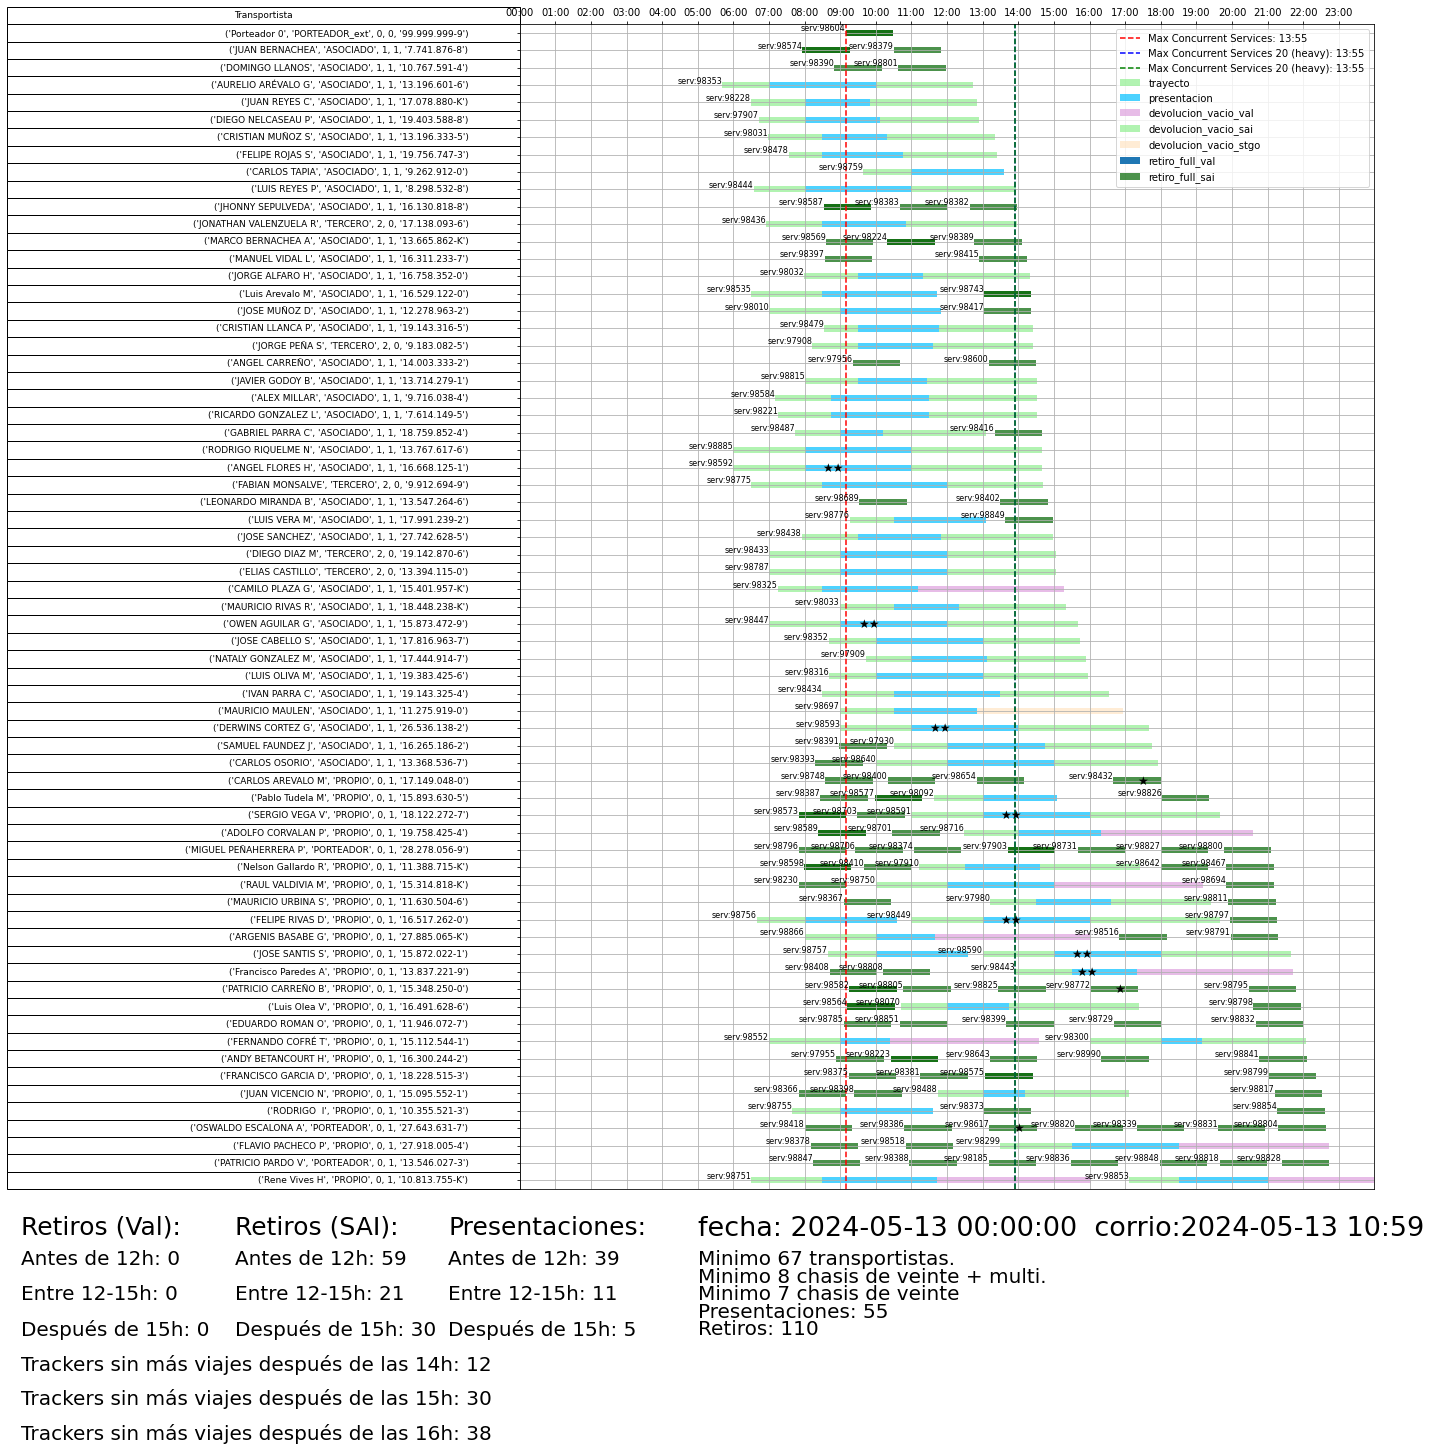 Transportista
00:00 01:00 02:00 03:00 04:00 05:00 06:00 07:00 08:00 09:00 10:00 11:00 12:00 13:00 14:00 15:00 16:00 17:00 18:00 19:00 20:00 21:00 22:00 23:00
Max Concurrent Services: 13:55
Max Concurrent Services 20 (heavy): 13:55
Max Concurrent Services 20 (heavy): 13:55
trayecto
presentacion
devolucion_vacio_val
devolucion_vacio_sai
devolucion_vacio_stgo
retiro_full_val
retiro_full_sai
('Porteador 0', 'PORTEADOR_ext', 0, 0, '99.999.999-9') serv:98604
('JUAN BERNACHEA', 'ASOCIADO', 1, 1, '7.741.876-8') serv:98574 serv:98379
('DOMINGO LLANOS', 'ASOCIADO', 1, 1, '10.767.591-4') serv:98390 serv:98801
('AURELIO ARÉVALO G', 'ASOCIADO', 1, 1, '13.196.601-6') serv:98353
('JUAN REYES C', 'ASOCIADO', 1, 1, '17.078.880-K') serv:98228
('DIEGO NELCASEAU P', 'ASOCIADO', 1, 1, '19.403.588-8') serv:97907
('CRISTIAN MUÑOZ S', 'ASOCIADO', 1, 1, '13.196.333-5') serv:98031
('FELIPE ROJAS S', 'ASOCIADO', 1, 1, '19.756.747-3') serv:98478
('CARLOS TAPIA', 'ASOCIADO', 1, 1, '9.262.912-0') serv:98759
('LUIS REYES P', 'ASOCIADO', 1, 1, '8.298.532-8') serv:98444
('JHONNY SEPULVEDA', 'ASOCIADO', 1, 1, '16.130.818-8') serv:98587 serv:98383 serv:98382
('JONATHAN VALENZUELA R', 'TERCERO', 2, 0, '17.138.093-6') serv:98436
('MARCO BERNACHEA A', 'ASOCIADO', 1, 1, '13.665.862-K') serv:98569 serv:98224 serv:98389
('MANUEL VIDAL L', 'ASOCIADO', 1, 1, '16.311.233-7') serv:98397 serv:98415
('JORGE ALFARO H', 'ASOCIADO', 1, 1, '16.758.352-0') serv:98032
('Luis Arevalo M', 'ASOCIADO', 1, 1, '16.529.122-0') serv:98535 serv:98743
('JOSE MUÑOZ D', 'ASOCIADO', 1, 1, '12.278.963-2') serv:98010 serv:98417
('CRISTIAN LLANCA P', 'ASOCIADO', 1, 1, '19.143.316-5') serv:98479
('JORGE PEÑA S', 'TERCERO', 2, 0, '9.183.082-5') serv:97908
('ANGEL CARREÑO', 'ASOCIADO', 1, 1, '14.003.333-2') serv:97956 serv:98600
('JAVIER GODOY B', 'ASOCIADO', 1, 1, '13.714.279-1') serv:98815
('ALEX MILLAR', 'ASOCIADO', 1, 1, '9.716.038-4') serv:98584
('RICARDO GONZALEZ L', 'ASOCIADO', 1, 1, '7.614.149-5') serv:98221
('GABRIEL PARRA C', 'ASOCIADO', 1, 1, '18.759.852-4') serv:98487 serv:98416
('RODRIGO RIQUELME N', 'ASOCIADO', 1, 1, '13.767.617-6') serv:98885
('ANGEL FLORES H', 'ASOCIADO', 1, 1, '16.668.125-1') serv:98592
('FABIAN MONSALVE', 'TERCERO', 2, 0, '9.912.694-9') serv:98775
('LEONARDO MIRANDA B', 'ASOCIADO', 1, 1, '13.547.264-6') serv:98689 serv:98402
('LUIS VERA M', 'ASOCIADO', 1, 1, '17.991.239-2') serv:98776 serv:98849
('JOSE SANCHEZ', 'ASOCIADO', 1, 1, '27.742.628-5') serv:98438
('DIEGO DIAZ M', 'TERCERO', 2, 0, '19.142.870-6') serv:98433
('ELIAS CASTILLO', 'TERCERO', 2, 0, '13.394.115-0') serv:98787
('CAMILO PLAZA G', 'ASOCIADO', 1, 1, '15.401.957-K') serv:98325
('MAURICIO RIVAS R', 'ASOCIADO', 1, 1, '18.448.238-K') serv:98033
('OWEN AGUILAR G', 'ASOCIADO', 1, 1, '15.873.472-9') serv:98447
('JOSE CABELLO S', 'ASOCIADO', 1, 1, '17.816.963-7') serv:98352
('NATALY GONZALEZ M', 'ASOCIADO', 1, 1, '17.444.914-7') serv:97909
('LUIS OLIVA M', 'ASOCIADO', 1, 1, '19.383.425-6') serv:98316
('IVAN PARRA C', 'ASOCIADO', 1, 1, '19.143.325-4') serv:98434
('MAURICIO MAULEN', 'ASOCIADO', 1, 1, '11.275.919-0') serv:98697
('DERWINS CORTEZ G', 'ASOCIADO', 1, 1, '26.536.138-2') serv:98593
('SAMUEL FAUNDEZ J', 'ASOCIADO', 1, 1, '16.265.186-2') serv:98391 serv:97930
('CARLOS OSORIO', 'ASOCIADO', 1, 1, '13.368.536-7') serv:98393 serv:98640
('CARLOS AREVALO M', 'PROPIO', 0, 1, '17.149.048-0') serv:98748 serv:98400 serv:98654 serv:98432
('Pablo Tudela M', 'PROPIO', 0, 1, '15.893.630-5') serv:98387 serv:98577 serv:98092 serv:98826
('SERGIO VEGA V', 'PROPIO', 0, 1, '18.122.272-7') serv:98573 serv:98703 serv:98591
('ADOLFO CORVALAN P', 'PROPIO', 0, 1, '19.758.425-4') serv:98589 serv:98701 serv:98716
('MIGUEL PEÑAHERRERA P', 'PORTEADOR', 0, 1, '28.278.056-9') serv:98796 serv:98706 serv:98374 serv:97903 serv:98731 serv:98827 serv:98800
('Nelson Gallardo R', 'PROPIO', 0, 1, '11.388.715-K') serv:98598 serv:98410 serv:97910 serv:98642 serv:98467
('RAUL VALDIVIA M', 'PROPIO', 0, 1, '15.314.818-K') serv:98230 serv:98750 serv:98694
('MAURICIO URBINA S', 'PROPIO', 0, 1, '11.630.504-6') serv:98367 serv:97980 serv:98811
('FELIPE RIVAS D', 'PROPIO', 0, 1, '16.517.262-0') serv:98756 serv:98449 serv:98797
('ARGENIS BASABE G', 'PROPIO', 0, 1, '27.885.065-K') serv:98866 serv:98516 serv:98791
('JOSE SANTIS S', 'PROPIO', 0, 1, '15.872.022-1') serv:98757 serv:98590
('Francisco Paredes A', 'PROPIO', 0, 1, '13.837.221-9') serv:98408 serv:98808 serv:98443
('PATRICIO CARREÑO B', 'PROPIO', 0, 1, '15.348.250-0') serv:98582 serv:98805 serv:98825 serv:98772 serv:98795
('Luis Olea V', 'PROPIO', 0, 1, '16.491.628-6') serv:98564 serv:98070 serv:98798
('EDUARDO ROMAN O', 'PROPIO', 0, 1, '11.946.072-7') serv:98785 serv:98851 serv:98399 serv:98729 serv:98832
('FERNANDO COFRÉ T', 'PROPIO', 0, 1, '15.112.544-1') serv:98552 serv:98300
('ANDY BETANCOURT H', 'PROPIO', 0, 1, '16.300.244-2') serv:97955 serv:98223 serv:98643 serv:98990 serv:98841
('FRANCISCO GARCIA D', 'PROPIO', 0, 1, '18.228.515-3') serv:98375 serv:98381 serv:98575 serv:98799
('JUAN VICENCIO N', 'PROPIO', 0, 1, '15.095.552-1') serv:98366 serv:98398 serv:98488 serv:98817
('RODRIGO  I', 'PROPIO', 0, 1, '10.355.521-3') serv:98755 serv:98373 serv:98854
('OSWALDO ESCALONA A', 'PORTEADOR', 0, 1, '27.643.631-7') serv:98418 serv:98386 serv:98617 serv:98820 serv:98339 serv:98831 serv:98804
('FLAVIO PACHECO P', 'PROPIO', 0, 1, '27.918.005-4') serv:98378 serv:98518 serv:98299
('PATRICIO PARDO V', 'PORTEADOR', 0, 1, '13.546.027-3') serv:98847 serv:98388 serv:98185 serv:98836 serv:98848 serv:98818 serv:98828
('Rene Vives H', 'PROPIO', 0, 1, '10.813.755-K') serv:98751 serv:98853
Retiros (Val): Retiros (SAI): Presentaciones: fecha: 2024-05-13 00:00:00  corrio:2024-05-13 10:59
Antes de 12h: 0 Antes de 12h: 59 Antes de 12h: 39 Minimo 67 transportistas.
Minimo 8 chasis de veinte + multi.
Entre 12-15h: 0 Entre 12-15h: 21 Entre 12-15h: 11 Minimo 7 chasis de veinte
Presentaciones: 55
Después de 15h: 0 Después de 15h: 30 Después de 15h: 5 Retiros: 110
Trackers sin más viajes después de las 14h: 12
Trackers sin más viajes después de las 15h: 30
Trackers sin más viajes después de las 16h: 38